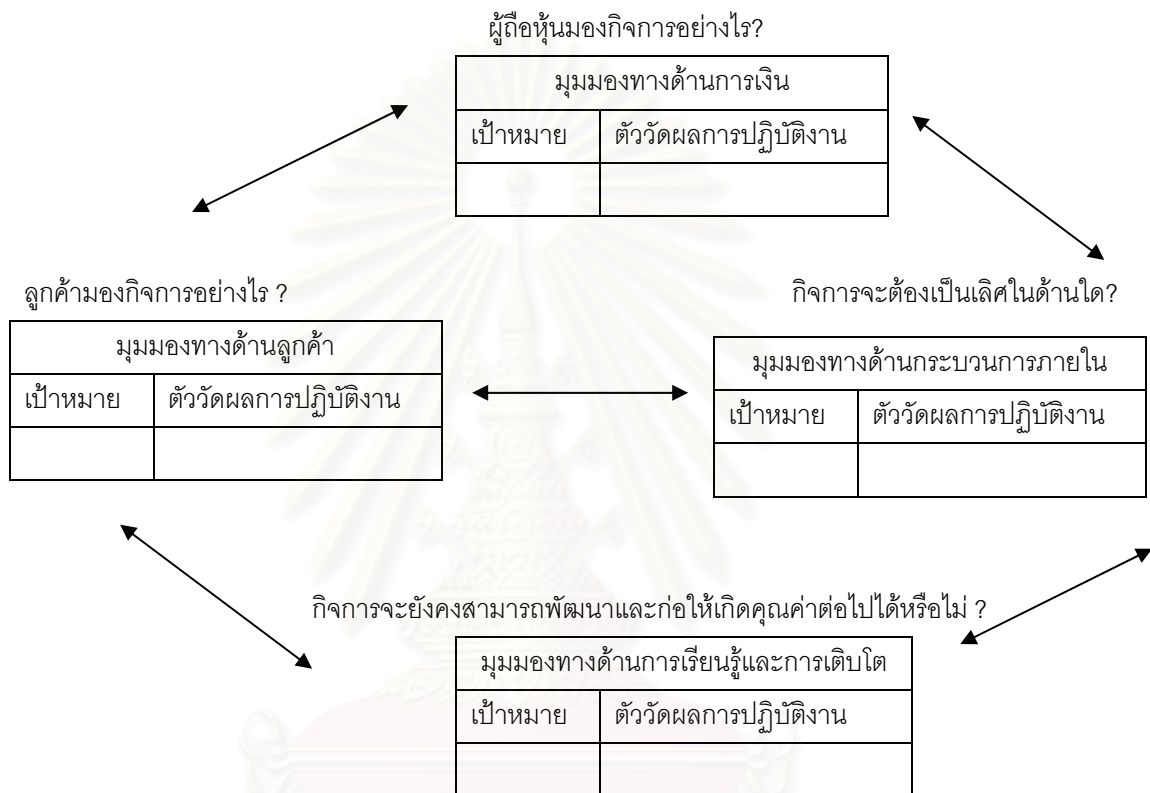 ผู้ถือหุ้นมองกิจการอย่างไร?
มุมมองทางด้านการเงิน
เป้าหมาย ตัววัดผลการปฏิบัติงาน
ลูกค้ามองกิจการอย่างไร ?
มุมมองทางด้านลูกค้า
เป้าหมาย ตัววัดผลการปฏิบัติงาน
กิจการจะต้องเป็นเลิศในด้านใด?
มุมมองทางด้านกระบวนการภายใน
เป้าหมาย ตัววัดผลการปฏิบัติงาน
กิจการจะยังคงสามารถพัฒนาและก่อให้เกิดคุณค่าต่อไปได้หรือไม่ ?
มุมมองทางด้านการเรียนรู้และการเติบโต
เป้าหมาย ตัววัดผลการปฏิบัติงาน